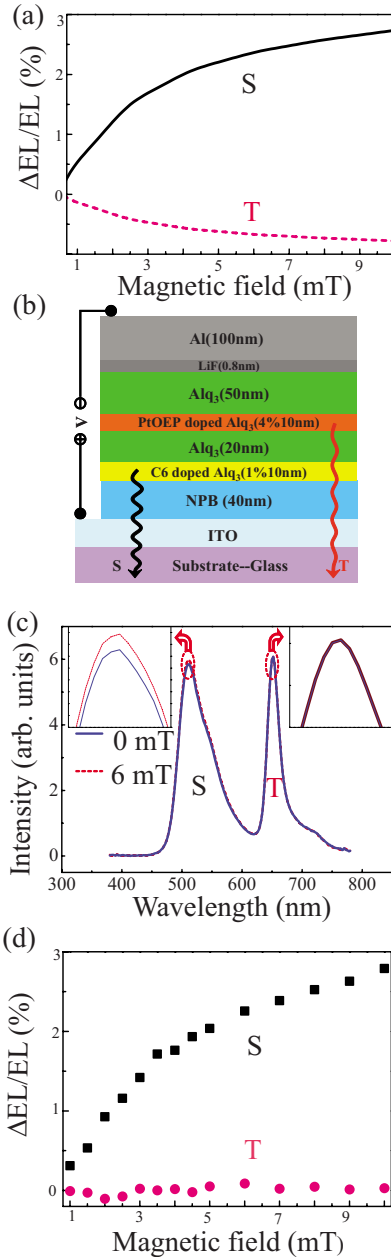 (a)
3
2
1
0
ΔEL/EL (%)
S
T
1 3 5 7 9
Magnetic field (mT)
(b)
Al(100nm)
LiF(0.8nm)
Alq3(50nm)
PtOEP doped Alq3(4%10nm)
Alq3(20nm)
C6 doped Alq3(1%10nm)
NPB (40nm)
ITO
Substrate--Glass
V
S
T
(c)
6
4
2
0
Intensity (arb. units)
0 mT
6 mT
S
T
300 400 500 600 700
Wavelength (nm)
(d)
3
2
1
0
ΔEL/EL (%)
S
T
1 3 5 7 9
Magnetic field (mT)